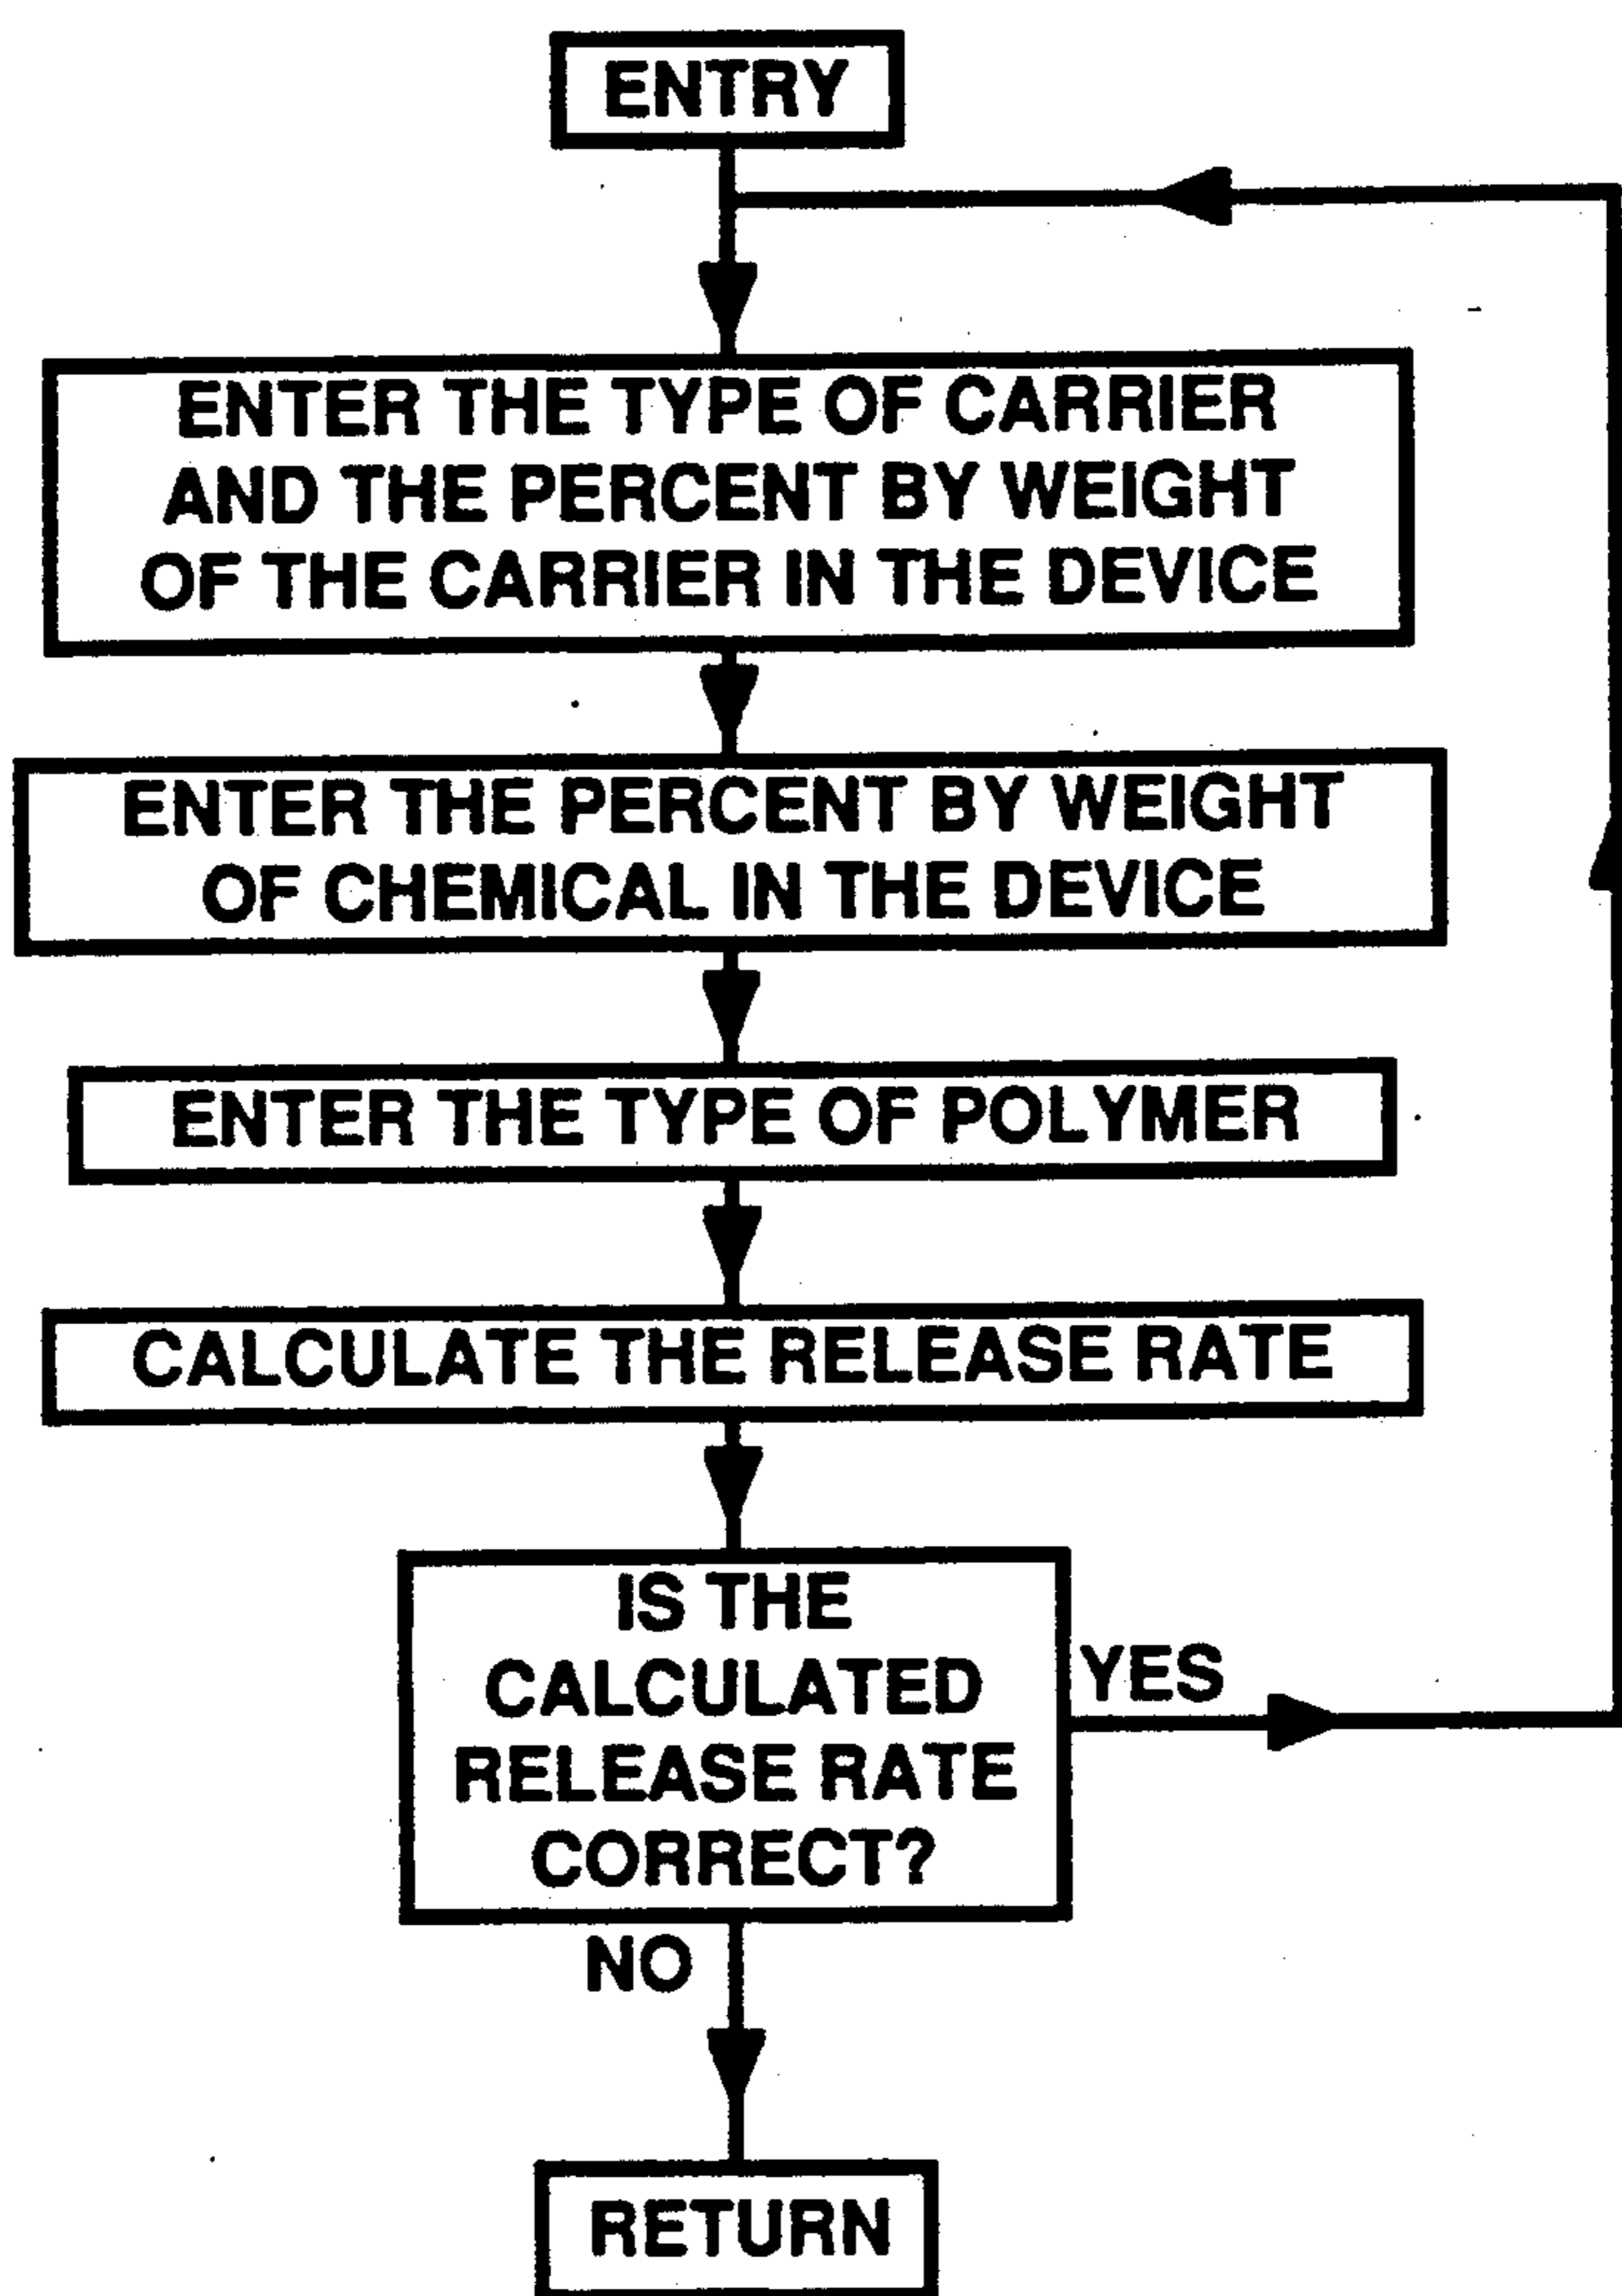 ENTRY
ENTER THE TYPE OF CARRIER
AND THE PERCENT BY WEIGHT
OF THE CARRIER IN THE DEVICE
ENTER THE PERCENT BY WEIGHT
OF CHEMICAL IN THE DEVICE
ENTER THE TYPE OF POLYMER
CALCULATE THE RELEASE RATE
IS THE
CALCULATED
RELEASE RATE
CORRECT?
YES
NO
RETURN